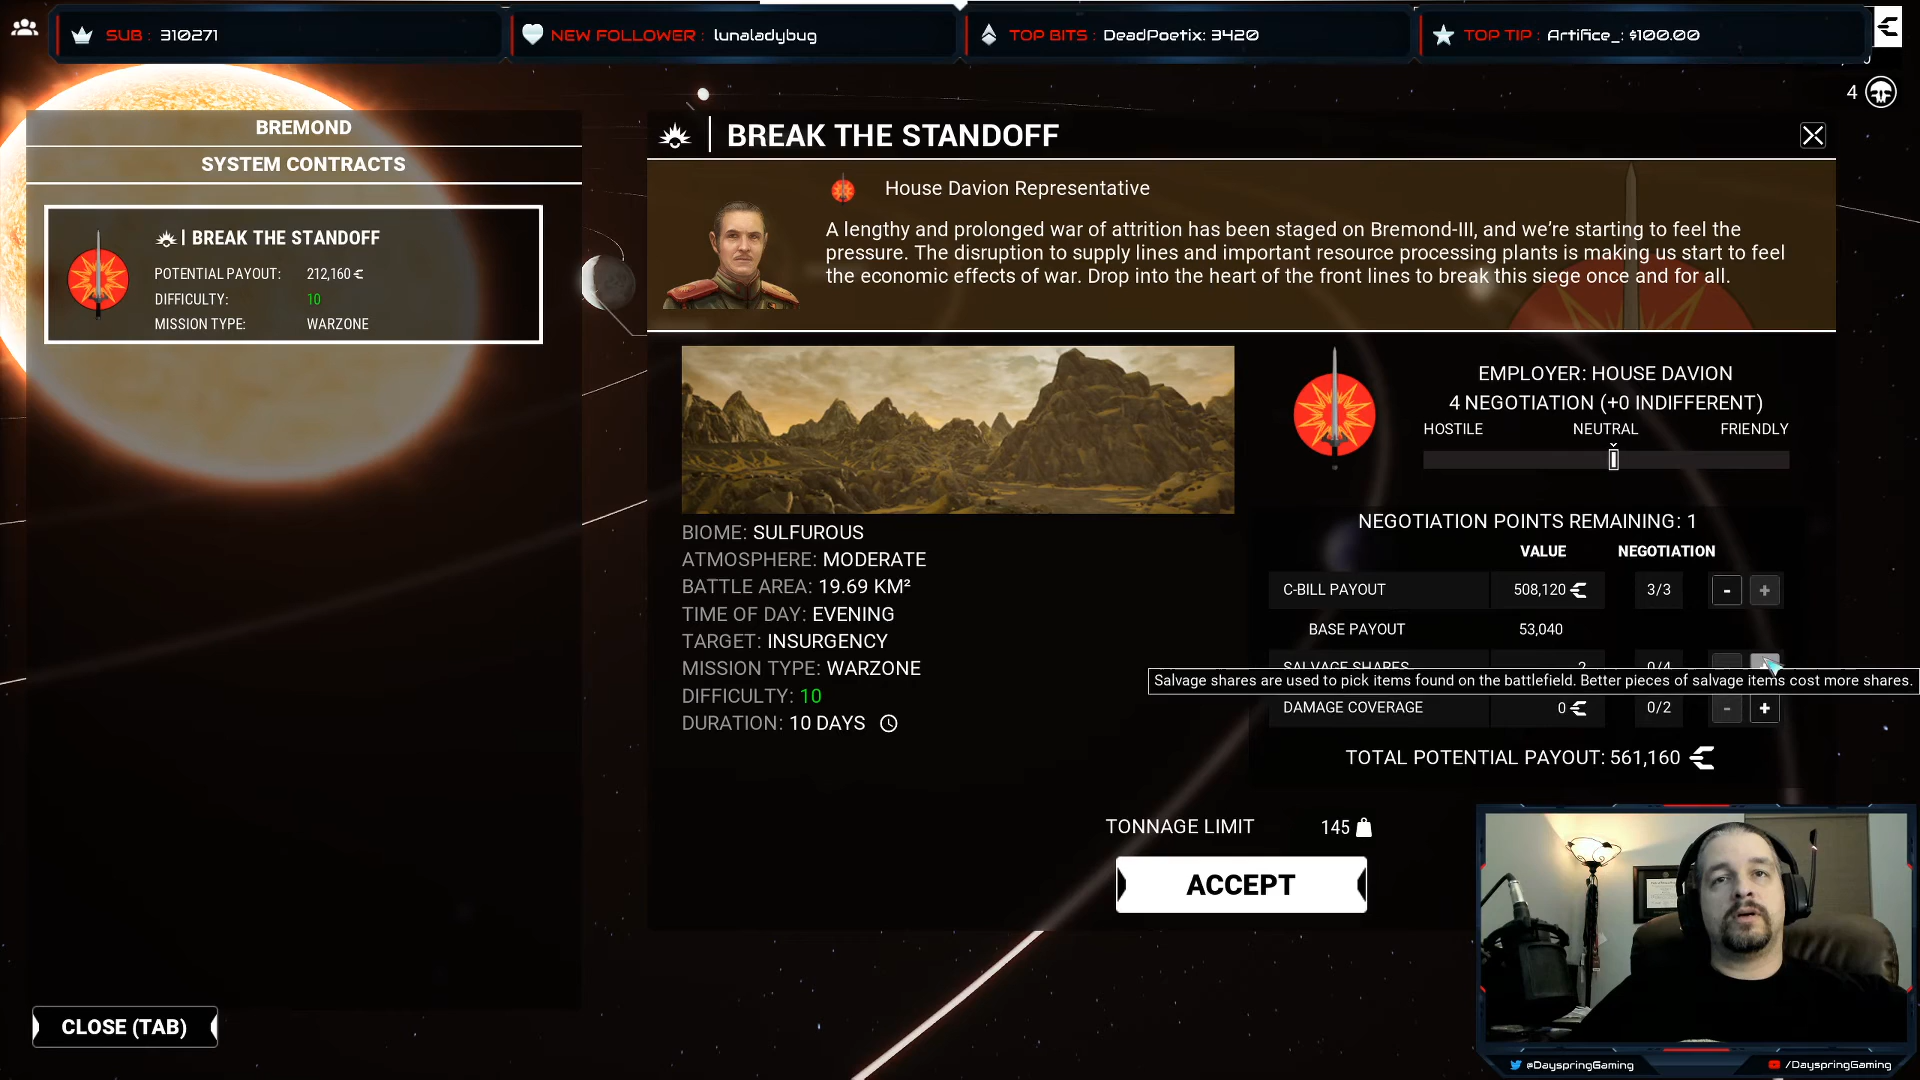 SUB : 310271
NEW FOLLOWER : lunaladybug
TOP BITS : DeadPoetix: 3420
TOP TIP : Artifice_: $100.00
4
BREMOND
SYSTEM CONTRACTS
| BREAK THE STANDOFF
POTENTIAL PAYOUT: 212,160
DIFFICULTY: 10
MISSION TYPE: WARZONE
BREAK THE STANDOFF
House Davion Representative
A lengthy and prolonged war of attrition has been staged on Bremond-III, and we're starting to feel the
pressure. The disruption to supply lines and important resource processing plants is making us start to feel
the economic effects of war. Drop into the heart of the front lines to break this siege once and for all.
BIOME: SULFUROUS
ATMOSPHERE: MODERATE
BATTLE AREA: 19.69 KM²
TIME OF DAY: EVENING
TARGET: INSURGENCY
MISSION TYPE: WARZONE
DIFFICULTY: 10
DURATION: 10 DAYS
EMPLOYER: HOUSE DAVION
4 NEGOTIATION (+0 INDIFFERENT)
HOSTILE NEUTRAL FRIENDLY
NEGOTIATION POINTS REMAINING: 1
VALUE NEGOTIATION
C-BILL PAYOUT 508,120 3/3 - +
BASE PAYOUT 53,040
SALVAGE SHARES 2 0/4
Salvage shares are used to pick items found on the battlefield. Better pieces of salvage items cost more shares.
DAMAGE COVERAGE 0 0/2 - +
TOTAL POTENTIAL PAYOUT: 561,160
TONNAGE LIMIT 145
ACCEPT
CLOSE (TAB)
@DayspringGaming
/DayspringGaming